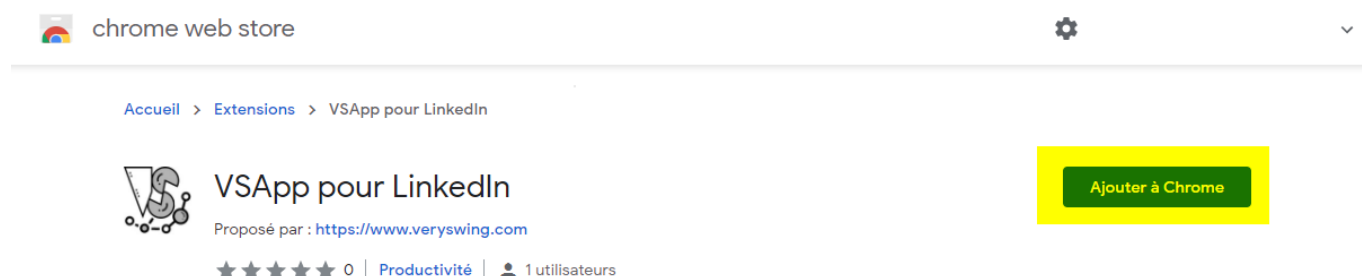 chrome web store
Accueil > Extensions > VSApp pour LinkedIn
VS
VSApp pour LinkedIn
Ajouter à Chrome
Proposé par : https://www.veryswing.com
0 | Productivité | 1 utilisateurs